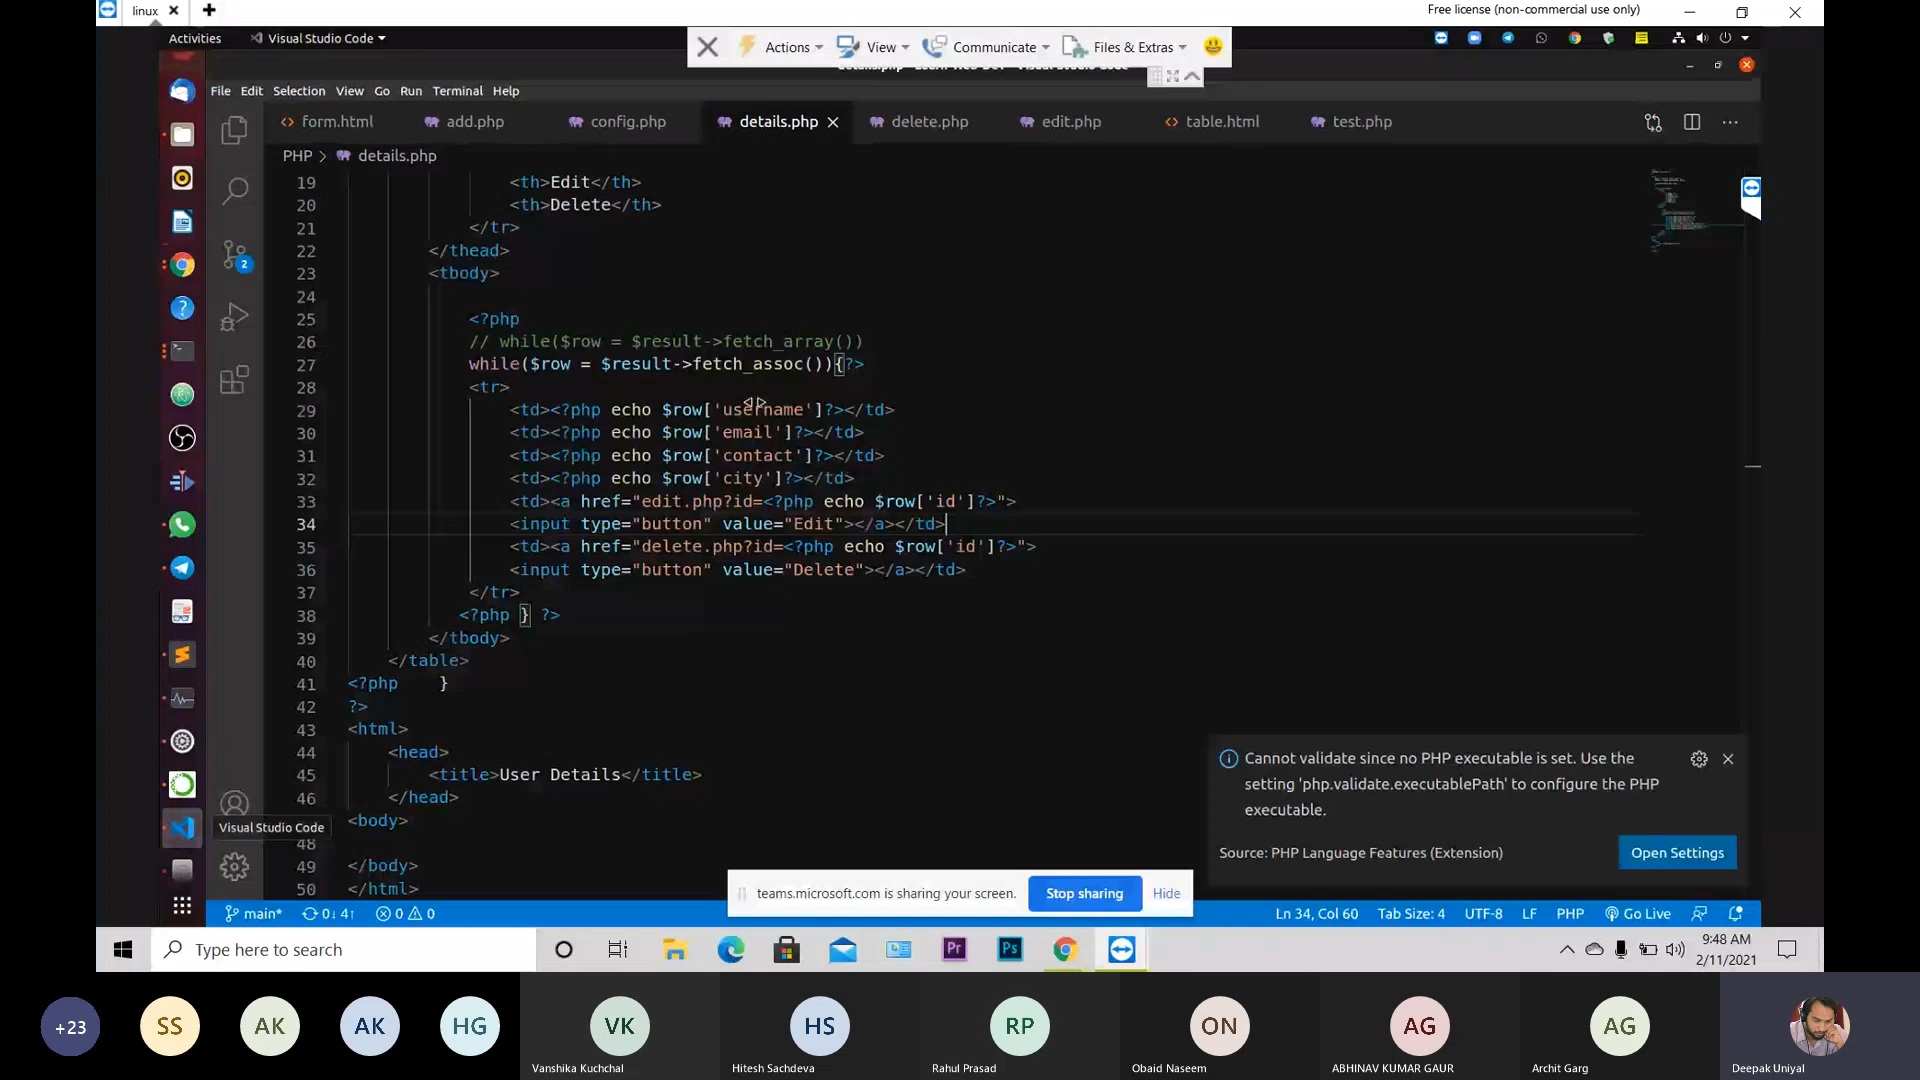 linux
Free license (non-commercial use only)
Activities
Visual Studio Code
Actions
View
Communicate
Files & Extras
File Edit Selection View Go Run Terminal Help
form.html
add.php
config.php
details.php
delete.php
edit.php
table.html
test.php
PHP > details.php
19 <th>Edit</th>
20 <th>Delete</th>
21 </tr>
22 </thead>
23 <tbody>
24
25 <?php
26 // while($row = $result->fetch_array())
27 while($row = $result->fetch_assoc()){?>
28 <tr>
29 <td><?php echo $row['username']?></td>
30 <td><?php echo $row['email']?></td>
31 <td><?php echo $row['contact']?></td>
32 <td><?php echo $row['city']?></td>
33 <td><a href="edit.php?id=<?php echo $row['id']?>">
34 <input type="button" value="Edit"></a></td>
35 <td><a href="delete.php?id=<?php echo $row['id']?>">
36 <input type="button" value="Delete"></a></td>
37 </tr>
38 <?php } ?>
39 </tbody>
40 </table>
41 <?php }
42 ?>
43 <html>
44 <head>
45 <title>User Details</title>
46 </head>
<body>
48
49 </body>
50 </html>
2
Visual Studio Code
Cannot validate since no PHP executable is set. Use the
setting 'php.validate.executablePath' to configure the PHP
executable.
Source: PHP Language Features (Extension)
Open Settings
teams.microsoft.com is sharing your screen.
Stop sharing
Hide
main*
0↓ 4↑
0 0
Ln 34, Col 60
Tab Size: 4
UTF-8
LF
PHP
Go Live
Type here to search
Pr
Ps
9:48 AM
2/11/2021
+23
SS
AK
AK
HG
VK
HS
RP
ON
AG
AG
Vanshika Kuchchal
Hitesh Sachdeva
Rahul Prasad
Obaid Naseem
ABHINAV KUMAR GAUR
Archit Garg
Deepak Uniyal